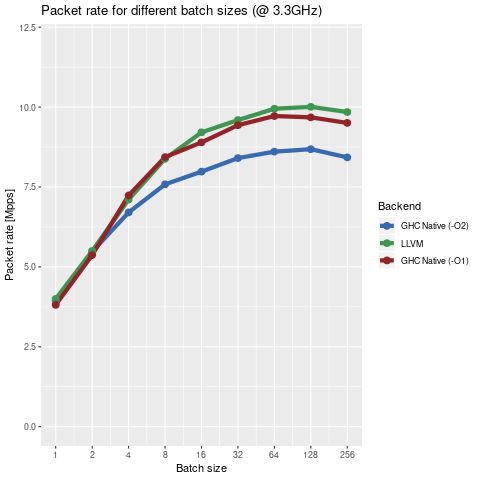 Packet rate for different batch sizes (@ 3.3GHz)
12.5
10.0
7.5
5.0
2.5
0.0
Packet rate [Mpps]
1 2 4 8 16 32 64 128 256
Batch size
Backend
GHC Native (-O2)
LLVM
GHC Native (-O1)